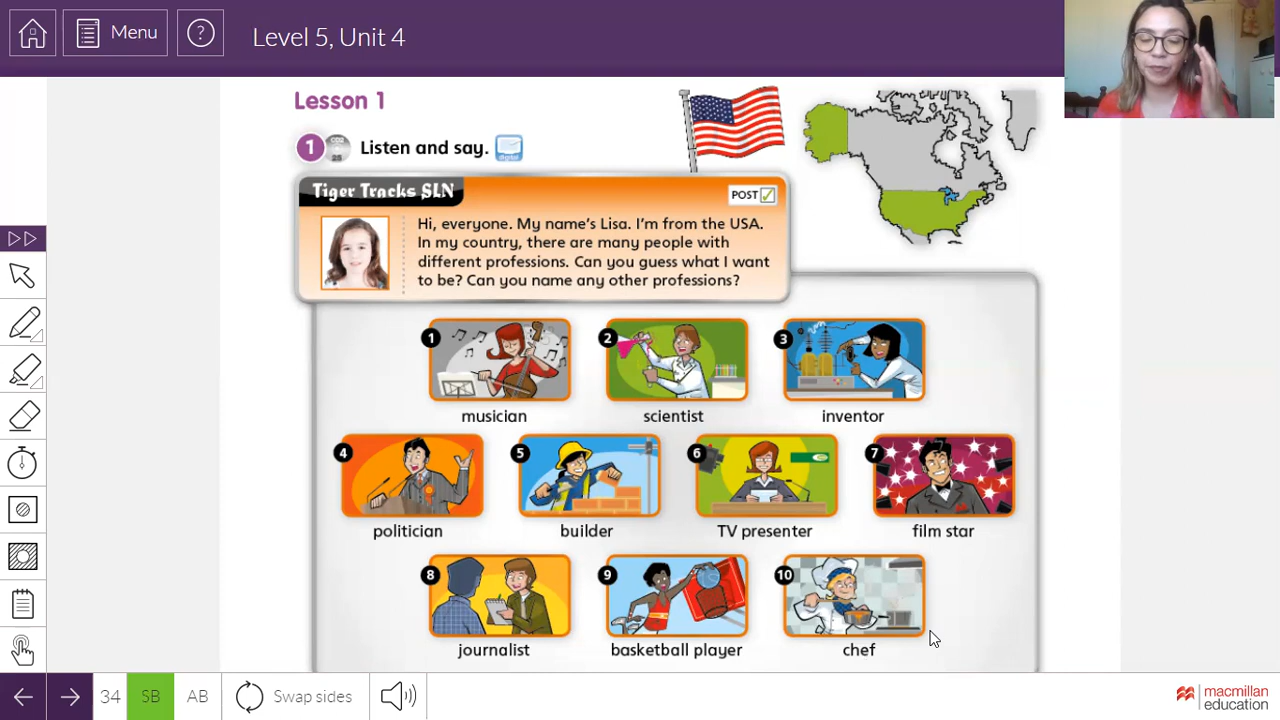 Menu
?
Level 5, Unit 4
Lesson 1
1 CD2 25 Listen and say. digital
Tiger Tracks SLN
POST
Hi, everyone. My name's Lisa. I'm from the USA.
In my country, there are many people with
different professions. Can you guess what I want
to be? Can you name any other professions?
1
2
3
musician
scientist
inventor
4
5
6
7
politician
builder
TV presenter
film star
8
9
10
journalist
basketball player
chef
34
SB
AB
Swap sides
macmillan
education